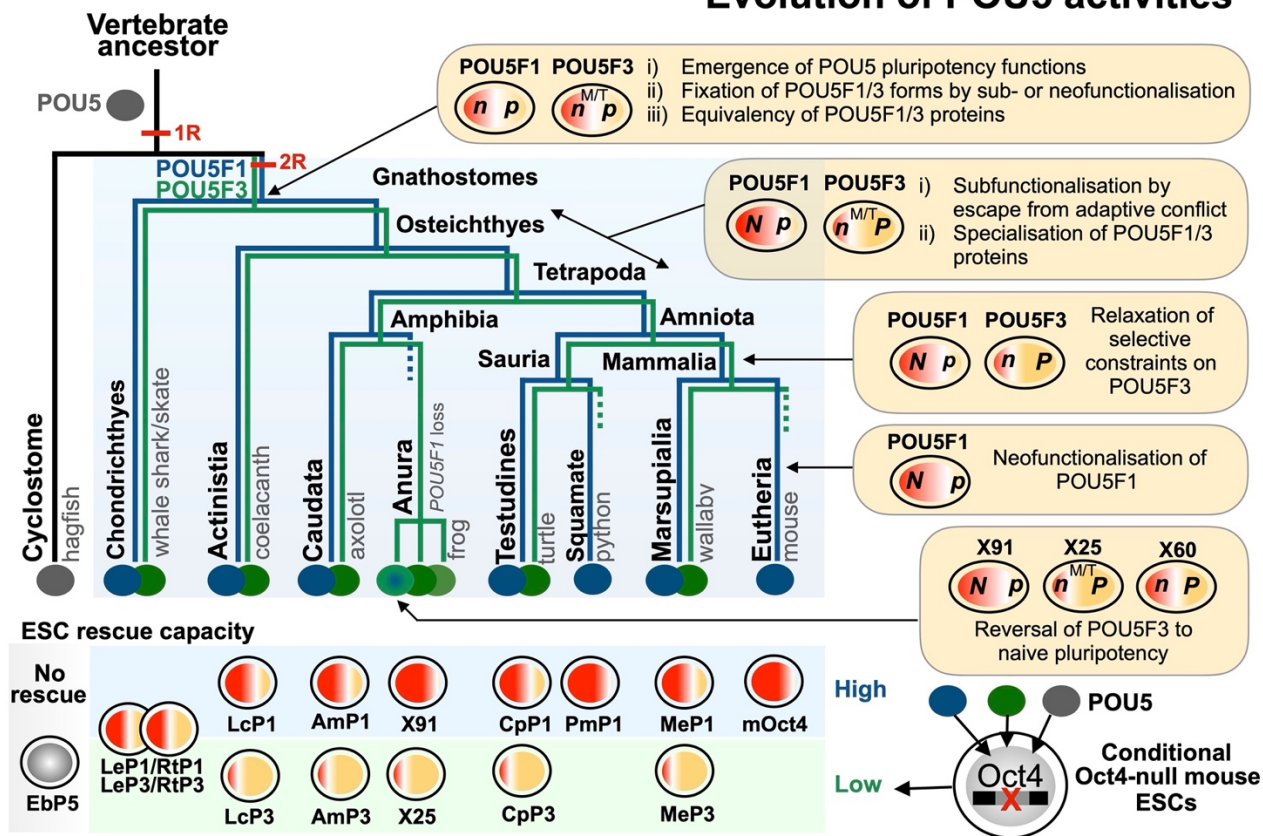 Evolution of POU5 activities
Vertebrate
ancestor
POU5
1R
2R
POU5F1
POU5F3
Gnathostomes
Osteichthyes
Tetrapoda
Amphibia
Amniota
Sauria
Mammalia
POU5F1 POU5F3
n p
M/T
n p
i) Emergence of POU5 pluripotency functions
ii) Fixation of POU5F1/3 forms by sub- or neofunctionalisation
iii) Equivalency of POU5F1/3 proteins
POU5F1 POU5F3
N p
M/T
n P
i) Subfunctionalisation by
escape from adaptive conflict
ii) Specialisation of POU5F1/3
proteins
POU5F1 POU5F3
N p
n P
Relaxation of
selective
constraints on
POU5F3
POU5F1
N p
Neofunctionalisation of
POU5F1
X91 X25 X60
N p
M/T
n P
n P
Reversal of POU5F3 to
naive pluripotency
Cyclostome
hagfish
Chondrichthyes
whale shark/skate
Actinistia
coelacanth
Caudata
axolotl
Anura
POU5F1 loss
frog
Testudines
turtle
Squamate
python
Marsupialia
wallaby
Eutheria
mouse
ESC rescue capacity
No
rescue
EbP5
LeP1/RtP1
LeP3/RtP3
LcP1 AmP1 X91 CpP1 PmP1 MeP1 mOct4
LcP3 AmP3 X25 CpP3 MeP3
High
Low
POU5
Oct4
X
Conditional
Oct4-null mouse
ESCs